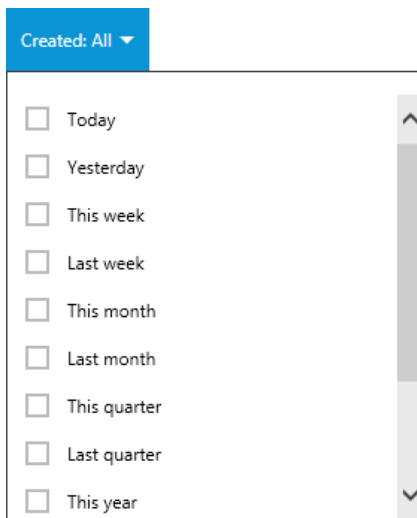 Created: All
Today
Yesterday
This week
Last week
This month
Last month
This quarter
Last quarter
This year